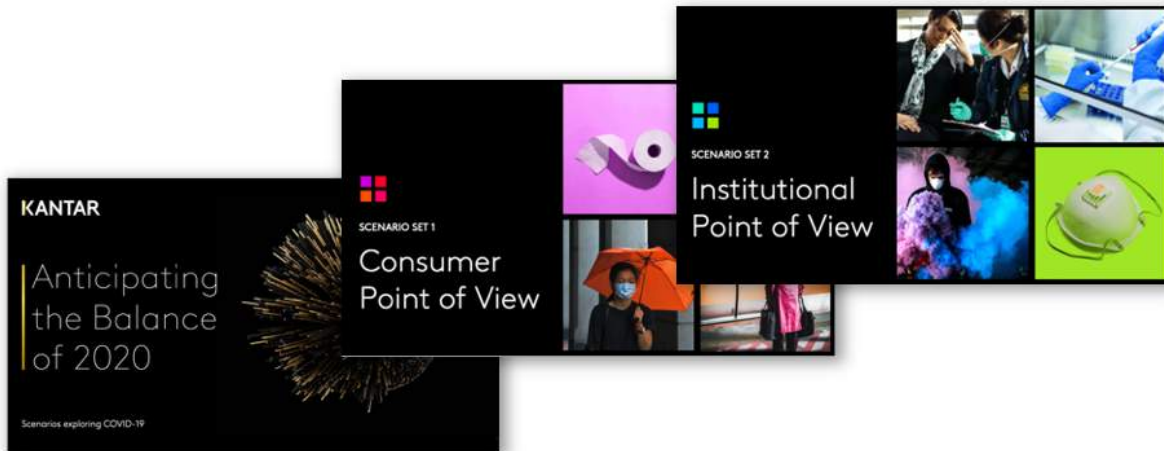 KANTAR
Anticipating
the Balance
of 2020
Scenarios exploring COVID-19
SCENARIO SET 1
Consumer
Point of View
SCENARIO SET 2
Institutional
Point of View